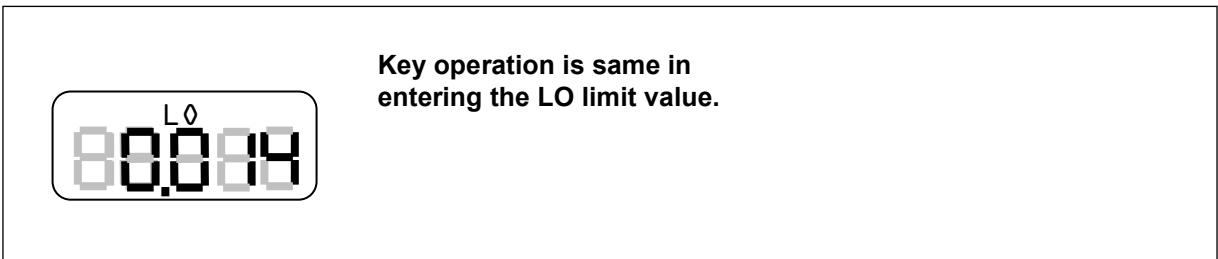 Key operation is same in
entering the LO limit value.
LO
0.014